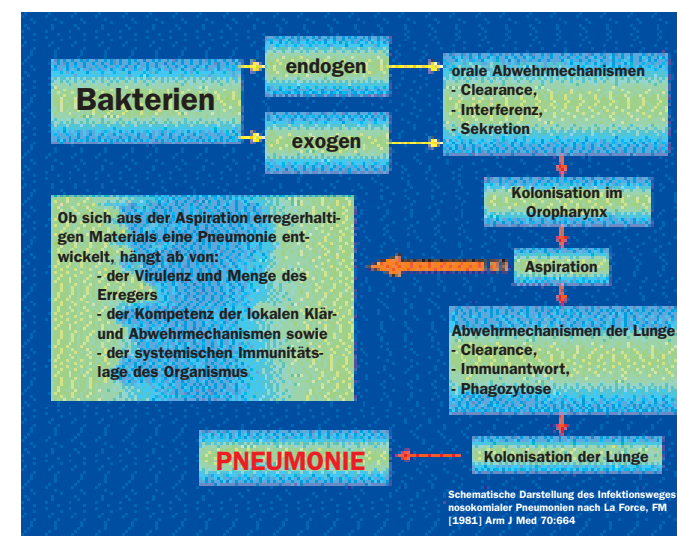 Bakterien
endogen
exogen
orale Abwehrmechanismen
- Clearance,
- Interferenz,
- Sekretion
Kolonisation im
Oropharynx
Aspiration
Ob sich aus der Aspiration erregerhalti-
gen Materials eine Pneumonie ent-
wickelt, hängt ab von:
- der Virulenz und Menge des
Erregers
- der Kompetenz der lokalen Klär-
und Abwehrmechanismen sowie
- der systemischen Immunitäts-
lage des Organismus
Abwehrmechanismen der Lunge
- Clearance,
- Immunantwort,
- Phagozytose
Kolonisation der Lunge
PNEUMONIE
Schematische Darstellung des Infektionsweges
nosokomialer Pneumonien nach La Force, FM
[1981] Arm J Med 70:664